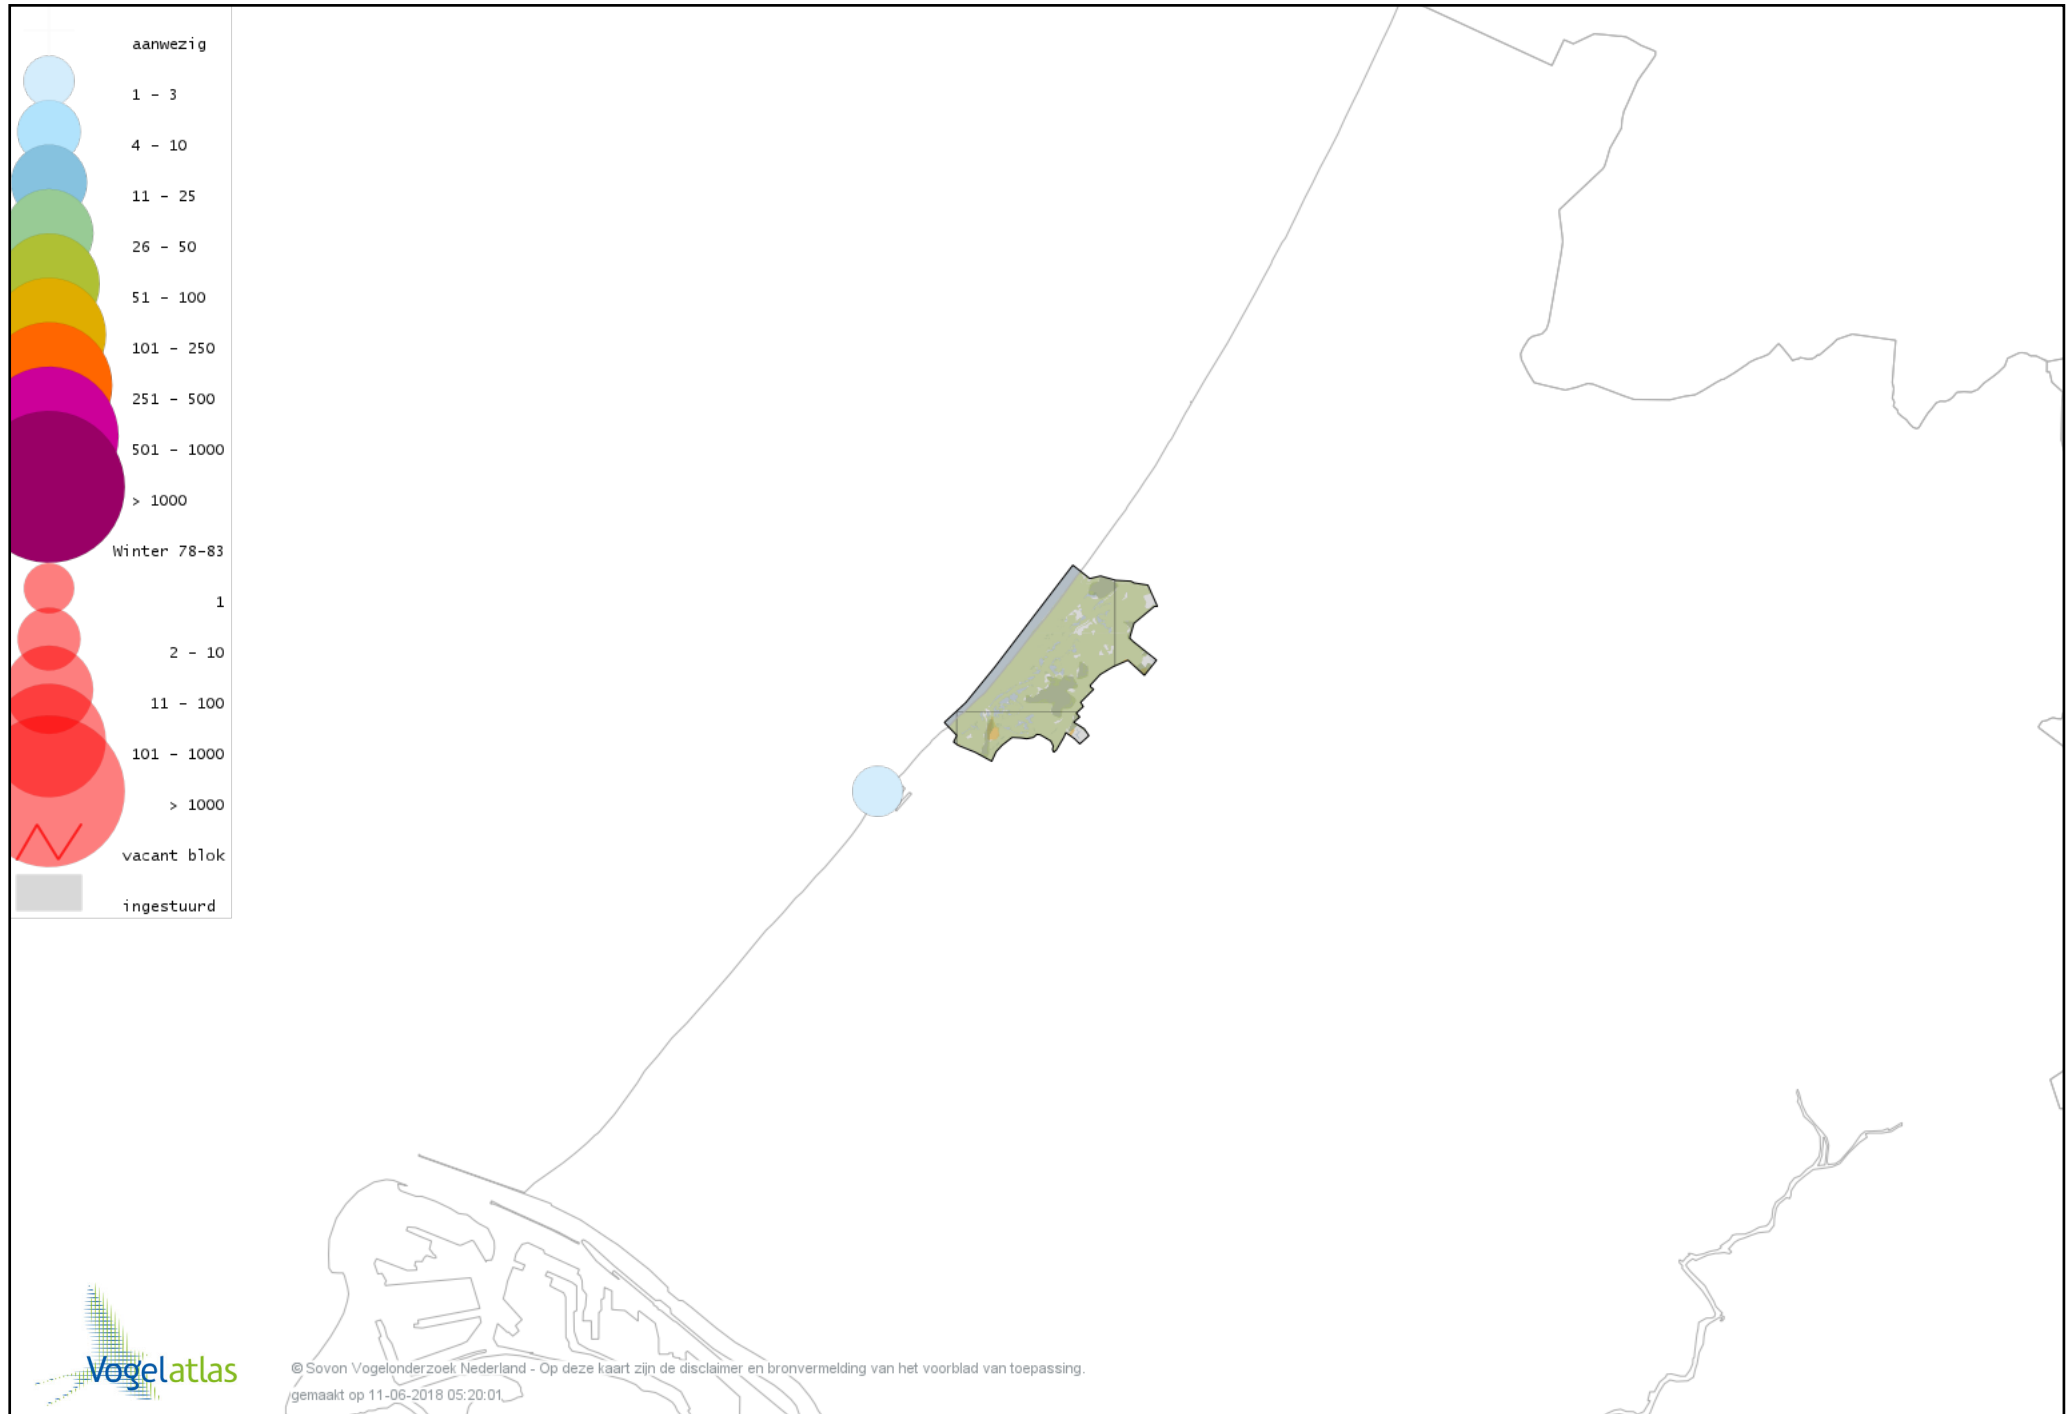 aanwezig
1 - 3
4 - 10
11 - 25
26 - 50
51 - 100
101 - 250
251 - 500
501 - 1000
> 1000
Winter 78-83
1
2 - 10
11 - 100
101 - 1000
> 1000
vacant blok
ingestuurd
Vogelatlas
© Sovon Vogelonderzoek Nederland - Op deze kaart zijn de disclaimer en bronvermelding van het voorblad van toepassing.
gemaakt op 11-06-2018 05:20:01